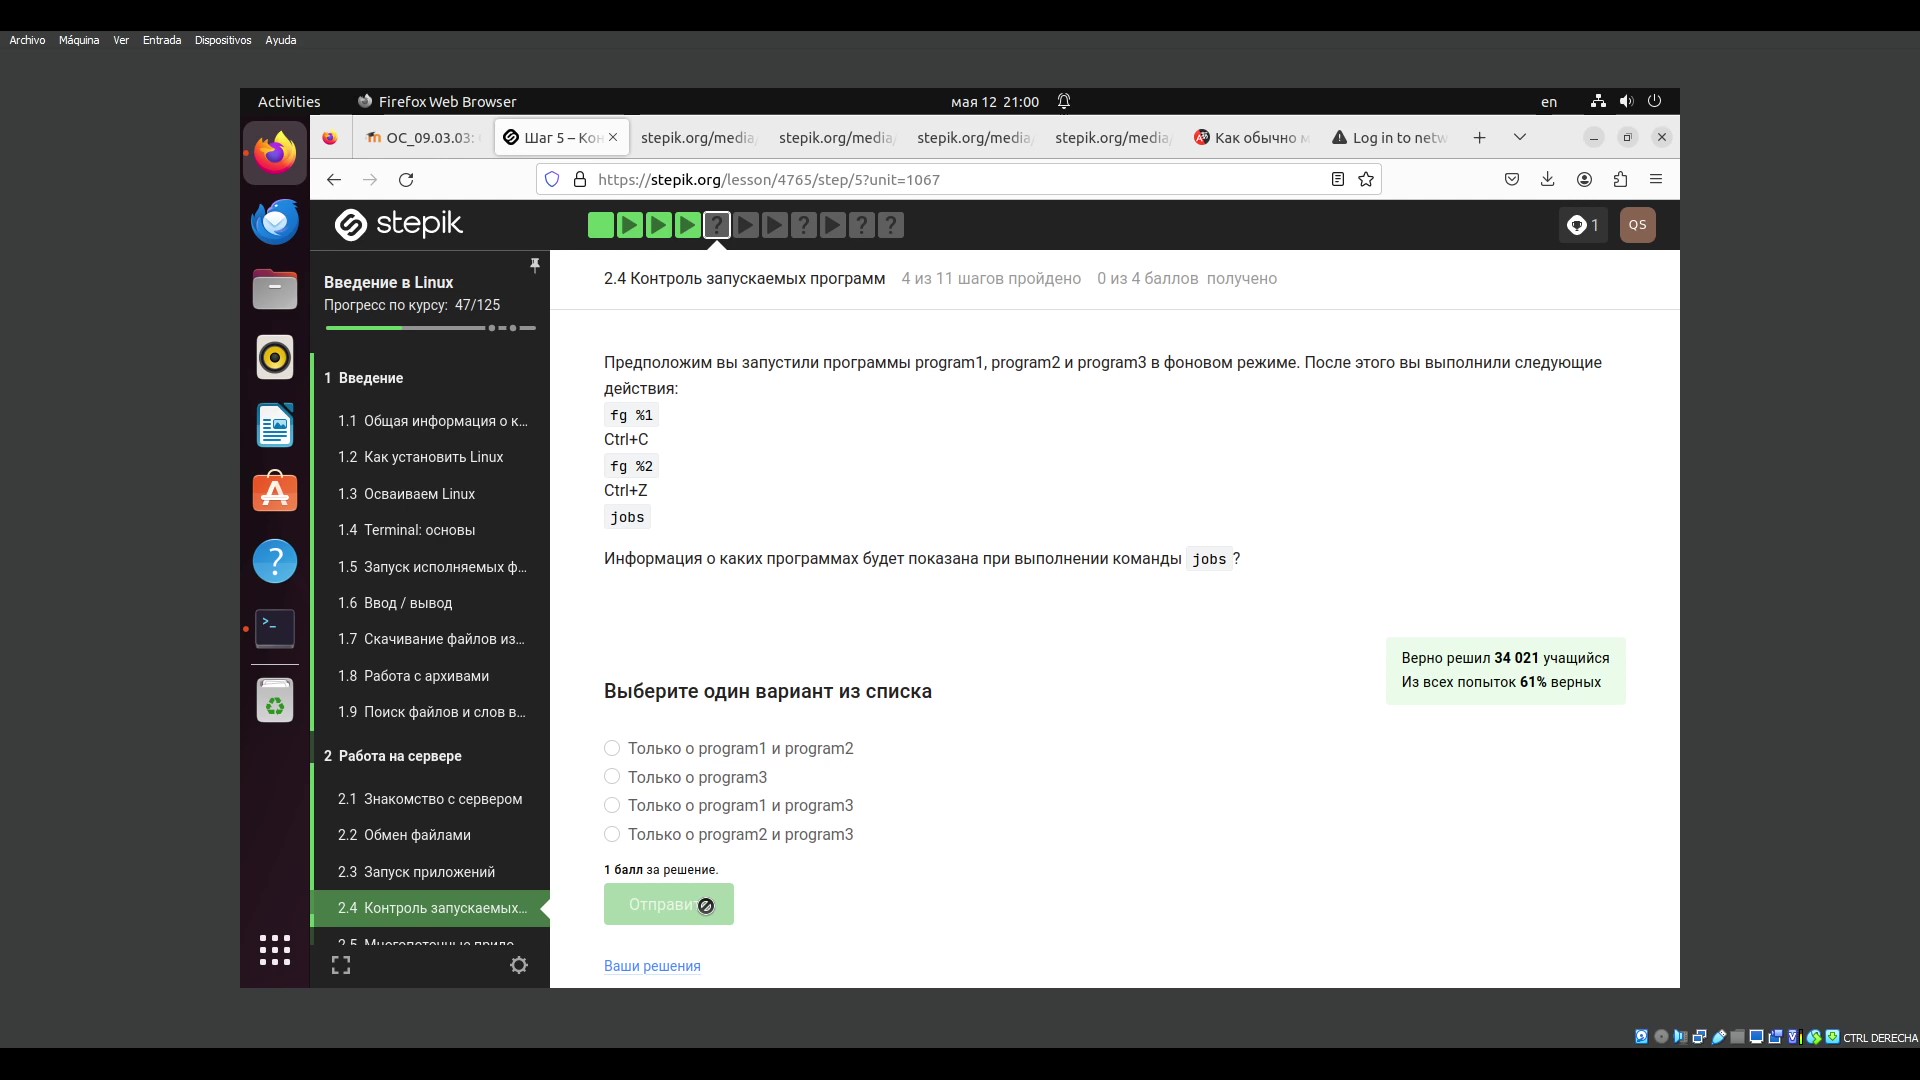 Archivo Máquina Ver Entrada Dispositivos Ayuda
Activities Firefox Web Browser мая 12 21:00 en
ОС_09.03.03: Шаг 5 – Кон stepik.org/media/ stepik.org/media/ stepik.org/media/ stepik.org/media/ Как обычно м Log in to netw
https://stepik.org/lesson/4765/step/5?unit=1067
stepik 1 QS
Введение в Linux
Прогресс по курсу: 47/125
1 Введение
1.1 Общая информация о к...
1.2 Как установить Linux
1.3 Осваиваем Linux
1.4 Terminal: основы
1.5 Запуск исполняемых ф...
1.6 Ввод / вывод
1.7 Скачивание файлов из...
1.8 Работа с архивами
1.9 Поиск файлов и слов в...
2 Работа на сервере
2.1 Знакомство с сервером
2.2 Обмен файлами
2.3 Запуск приложений
2.4 Контроль запускаемых...
2.5 Многопоточные прило...
2.4 Контроль запускаемых программ 4 из 11 шагов пройдено 0 из 4 баллов получено
Предположим вы запустили программы program1, program2 и program3 в фоновом режиме. После этого вы выполнили следующие
действия:
fg %1
Ctrl+C
fg %2
Ctrl+Z
jobs
Информация о каких программах будет показана при выполнении команды jobs ?
Верно решил 34 021 учащийся
Из всех попыток 61% верных
Выберите один вариант из списка
Только о program1 и program2
Только о program3
Только о program1 и program3
Только о program2 и program3
1 балл за решение.
Отправить
Ваши решения
CTRL DERECHA